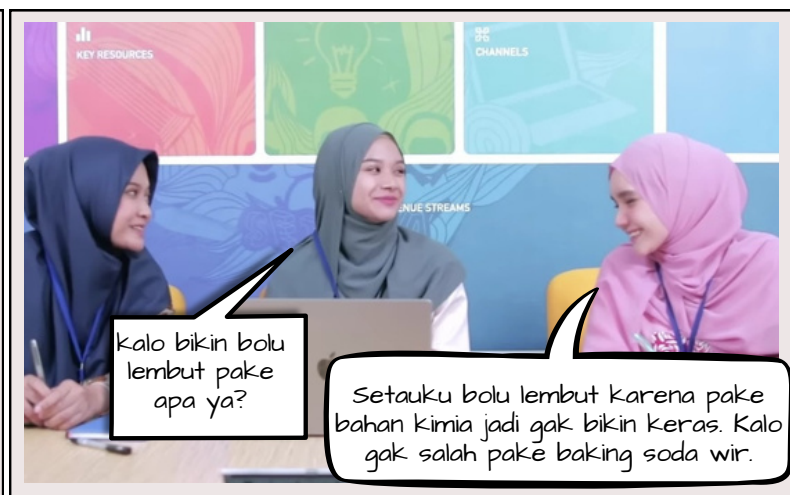 KEY RESOURCES
CHANNELS
ENUE STREAMS
kalo bikin bolu
lembut pake
apa ya?
Setauku bolu lembut karena pake
bahan kimia jadi gak bikin keras. Kalo
gak salah pake baking soda wir.